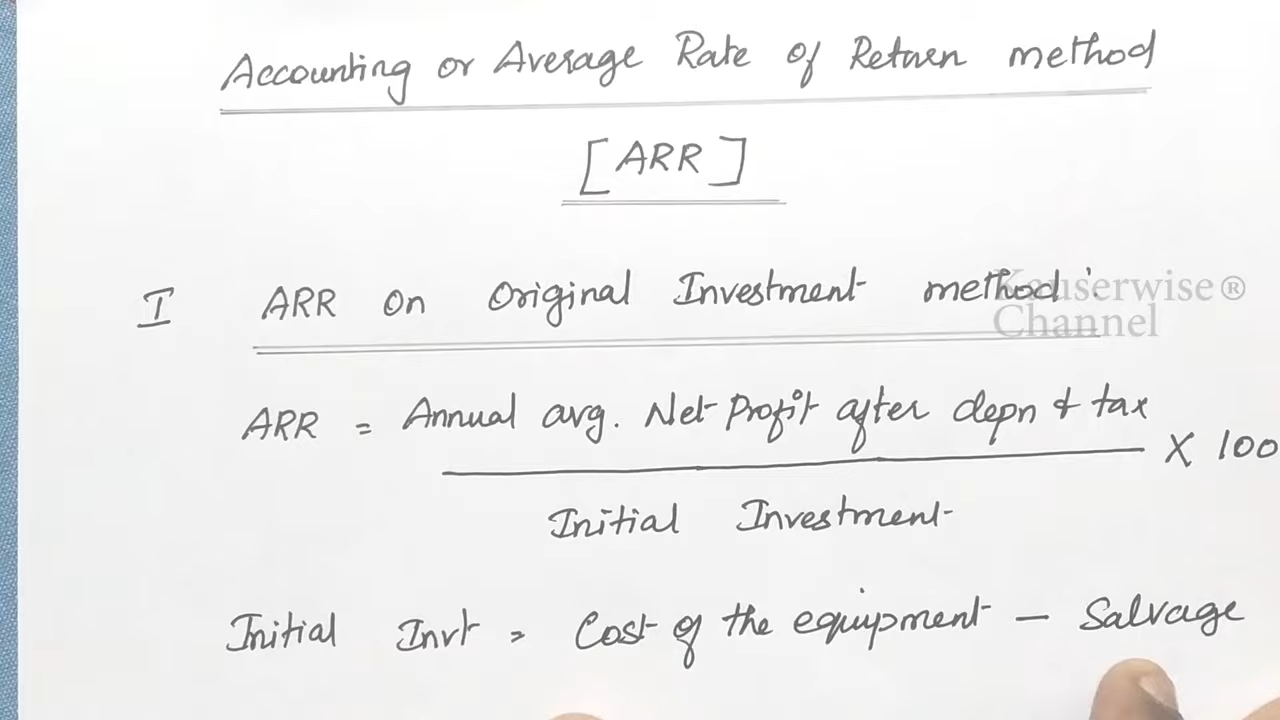 Accounting or Average Rate of Return method
[ARR]
I ARR on Original Investment method:
Kauserwise®
Channel
ARR = Annual avg. Net Profit after depn & tax
X 100
Initial Investment
Initial Invt = Cost of the equipment - Salvage